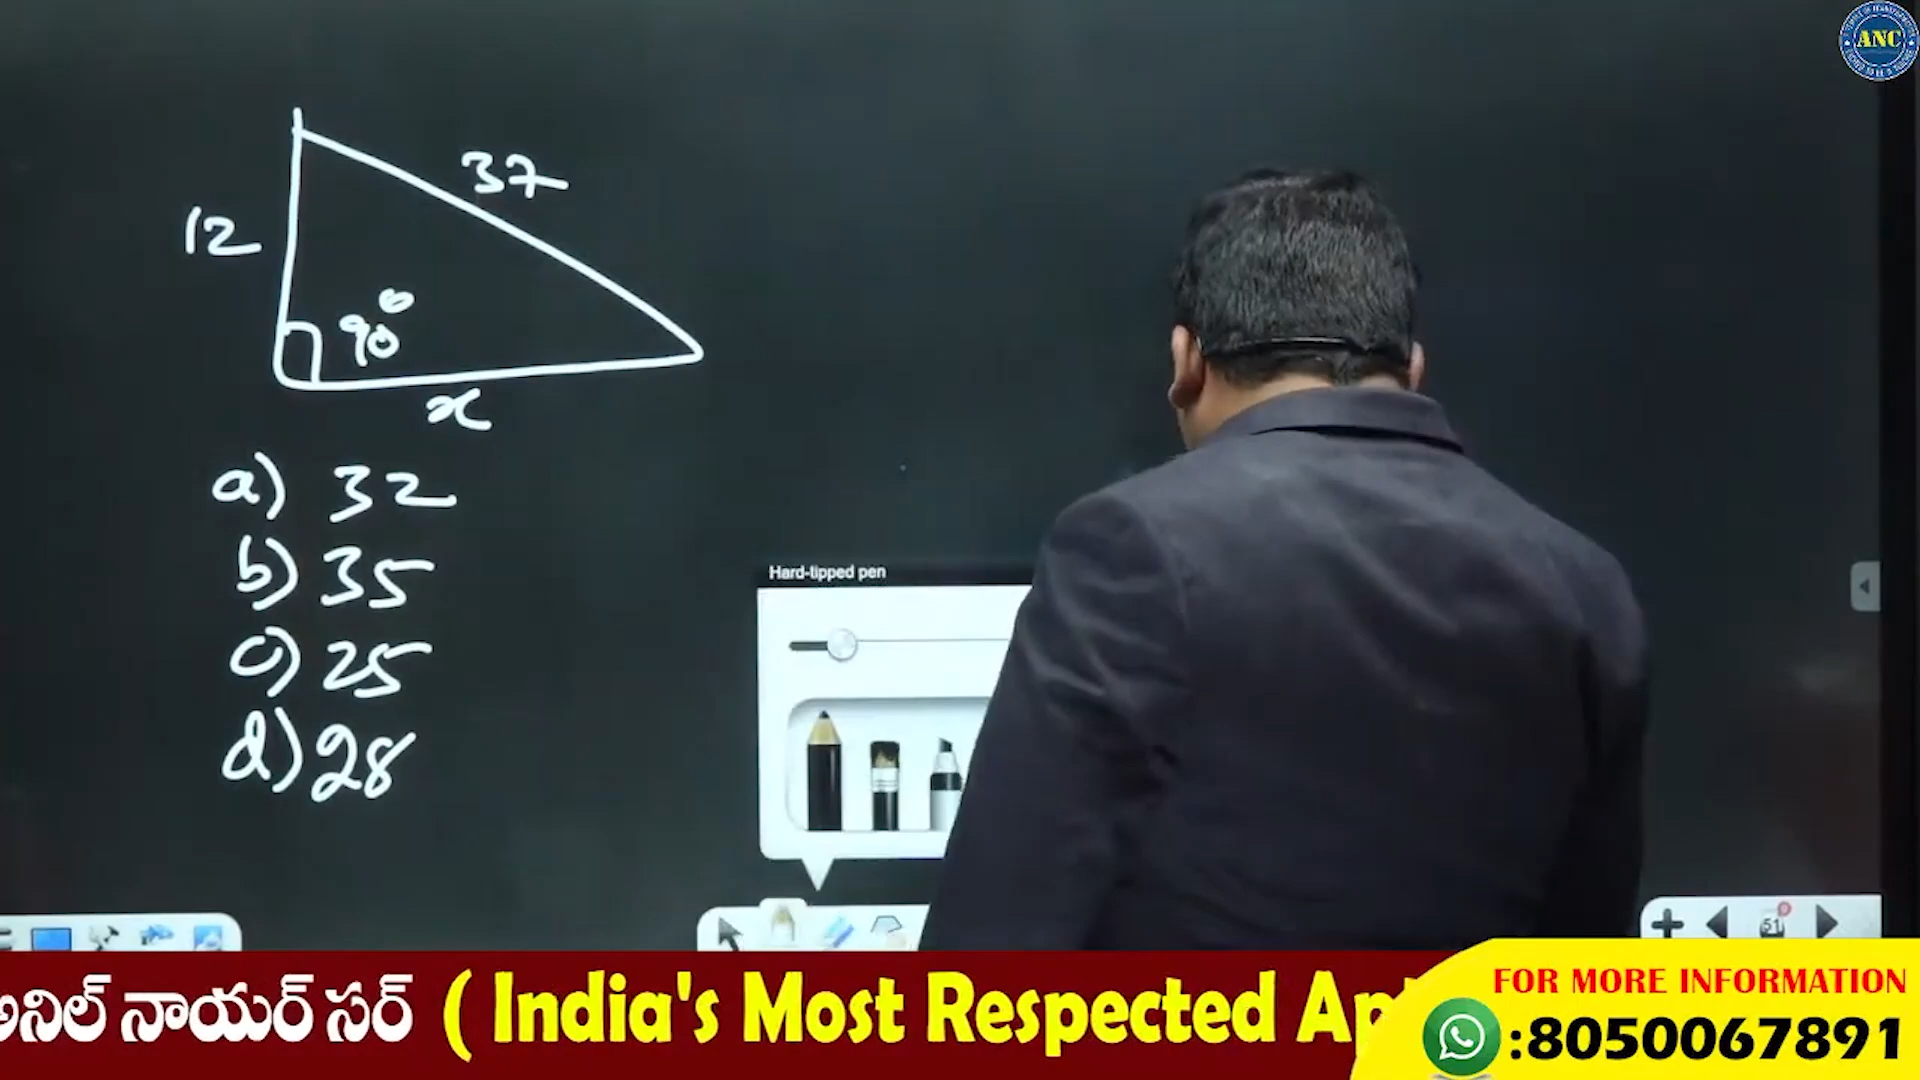 ANC
37
12
90°
x
a) 32
b) 35
c) 25
d) 28
Hard-tipped pen
51
అనిల్ నాయర్ సర్ ( India's Most Respected
FOR MORE INFORMATION
:8050067891